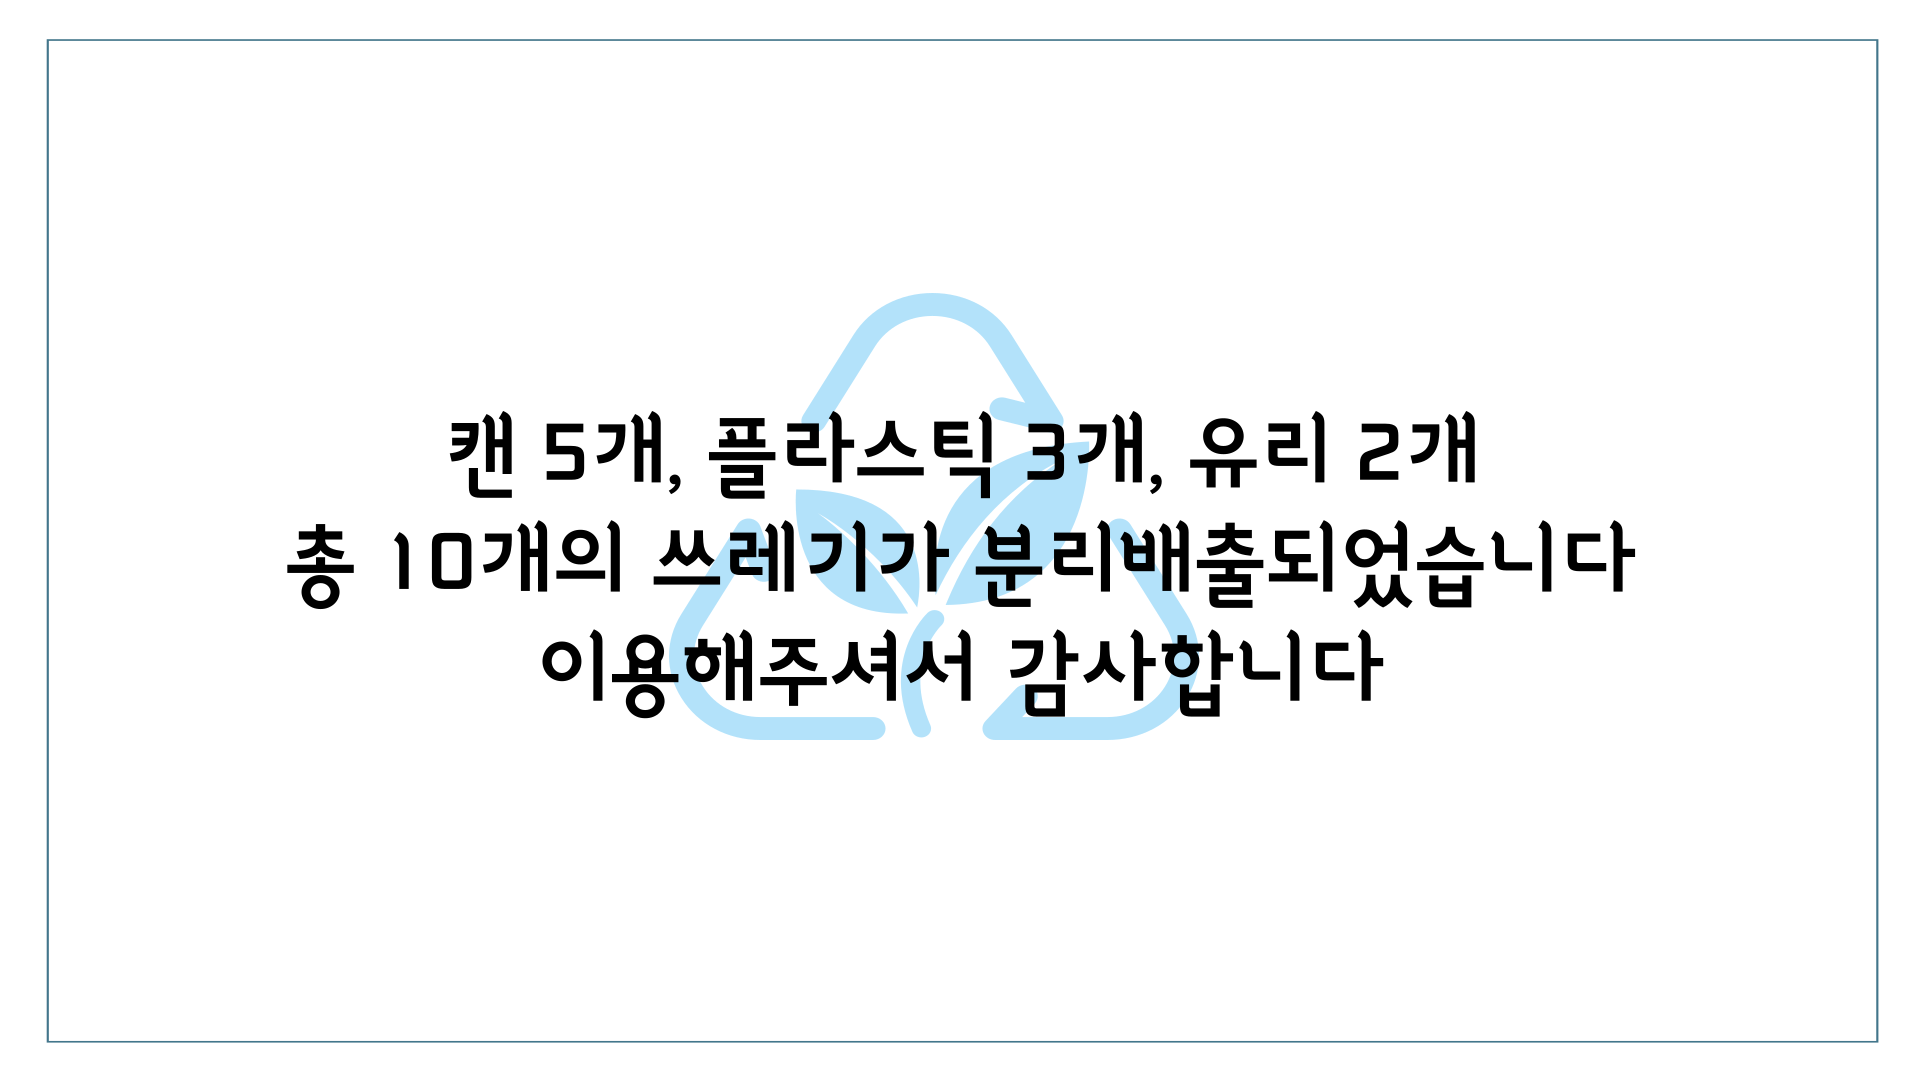 캔 5개, 플라스틱 3개, 유리 2개
총 10개의 쓰레기가 분리배출되었습니다
이용해주셔서 감사합니다